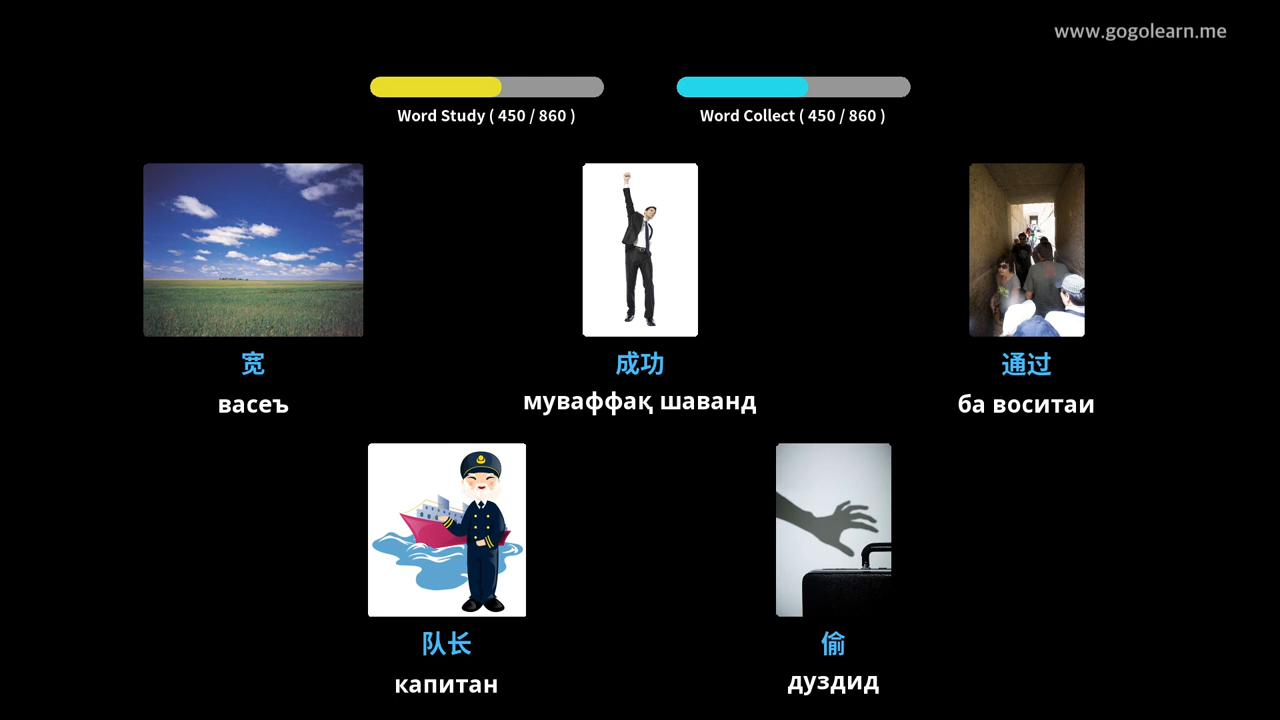 www.gogolearn.me
Word Study ( 450 / 860 )
Word Collect ( 450 / 860 )
宽
васеъ
成功
муваффақ шаванд
通过
ба воситаи
队长
капитан
偷
дуздид